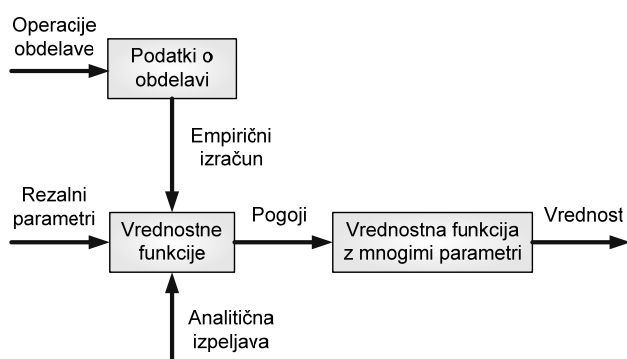 Operacije
obdelave
Podatki o
obdelavi
Empirični
izračun
Rezalni
parametri
Vrednostne
funkcije
Pogoji
Vrednostna funkcija
z mnogimi parametri
Vrednost
Analitična
izpeljava